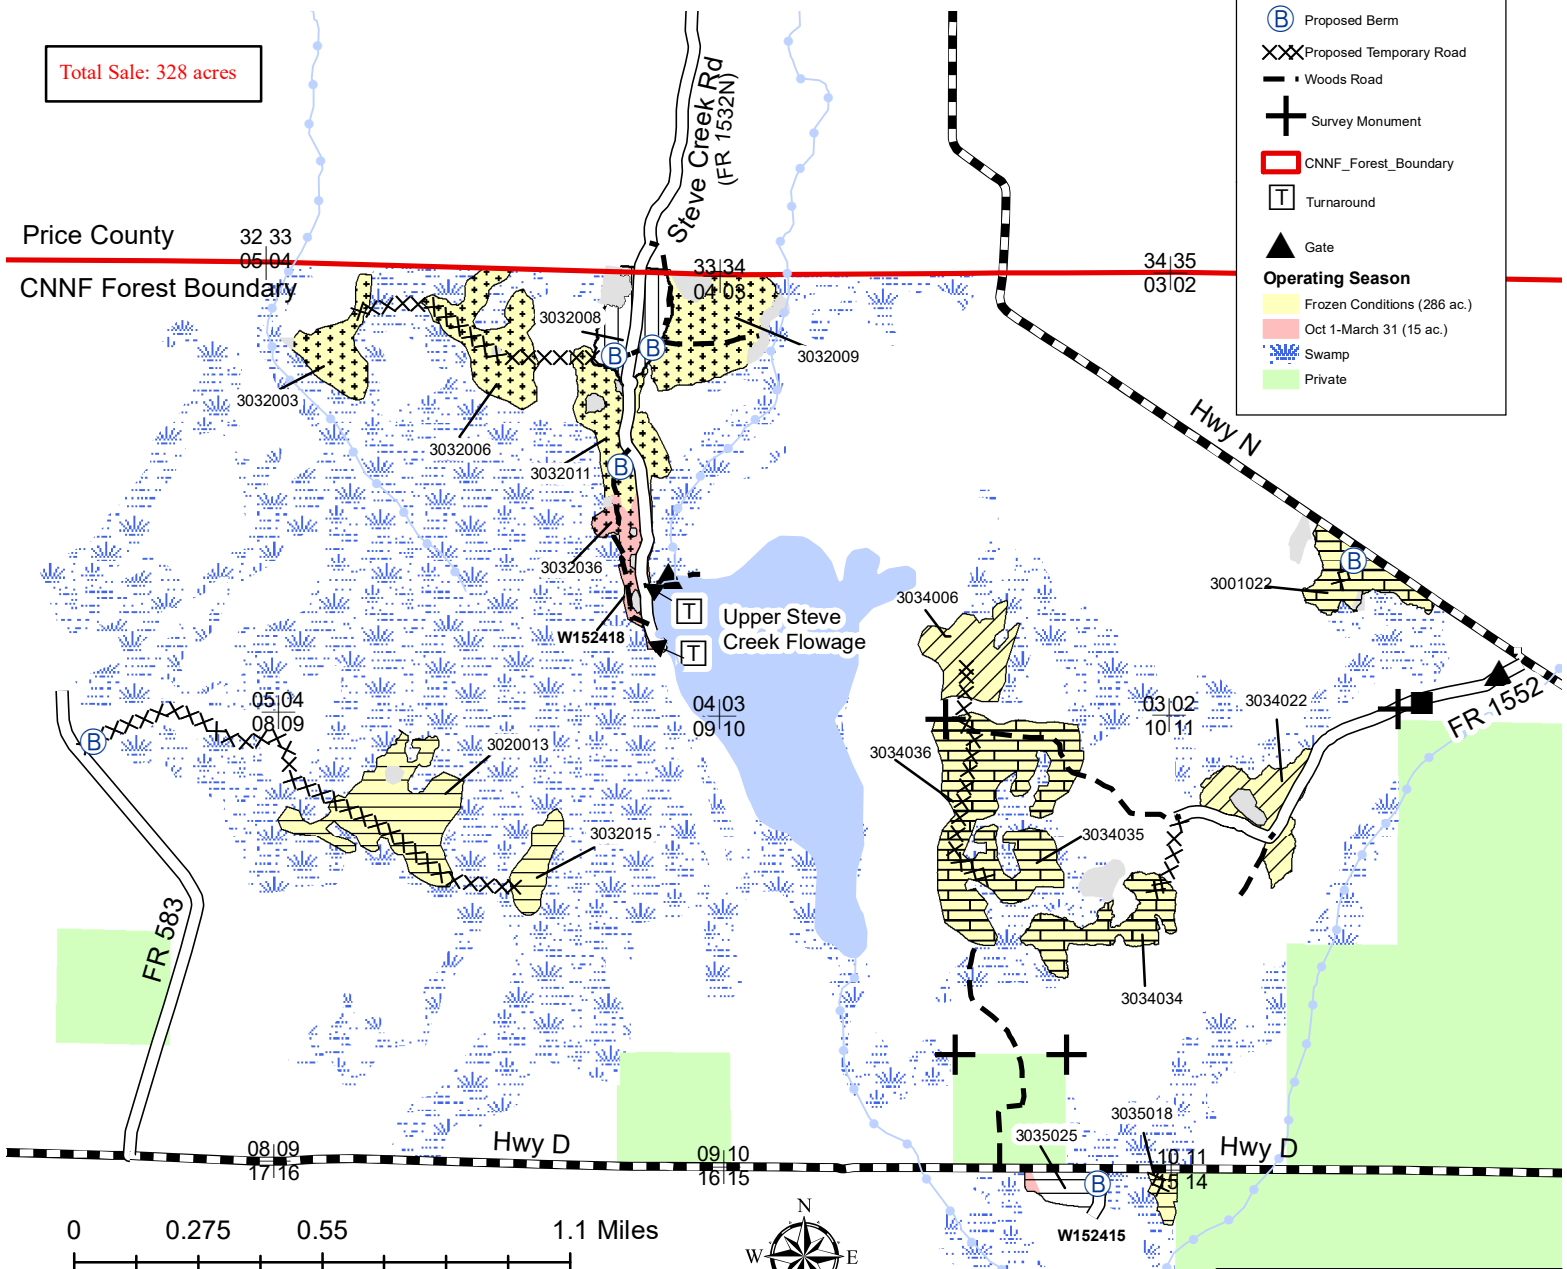 Total Sale: 328 acres
B Proposed Berm
Proposed Temporary Road
Woods Road
Survey Monument
CNNF_Forest_Boundary
T Turnaround
Gate
Operating Season
Frozen Conditions (286 ac.)
Oct 1-March 31 (15 ac.)
Swamp
Private
Steve Creek Rd
(FR 1532N)
Price County
CNNF Forest Boundary
32 33
05 04
33 34
04 03
34 35
03 02
3032008
B
B
3032009
3032003
3032006
3032011
B
Hwy N
3032036
W152418
T
T
Upper Steve
Creek Flowage
3034006
3001022
B
05 04
08 09
04 03
09 10
03 02
10 11
3034022
FR 1552
B
3020013
3034036
3032015
3034035
FR 583
3034034
3035018
3035025
Hwy D
Hwy D
08 09
17 16
09 10
16 15
10 11
15 14
B
W152415
0 0.275 0.55 1.1 Miles
N
W E